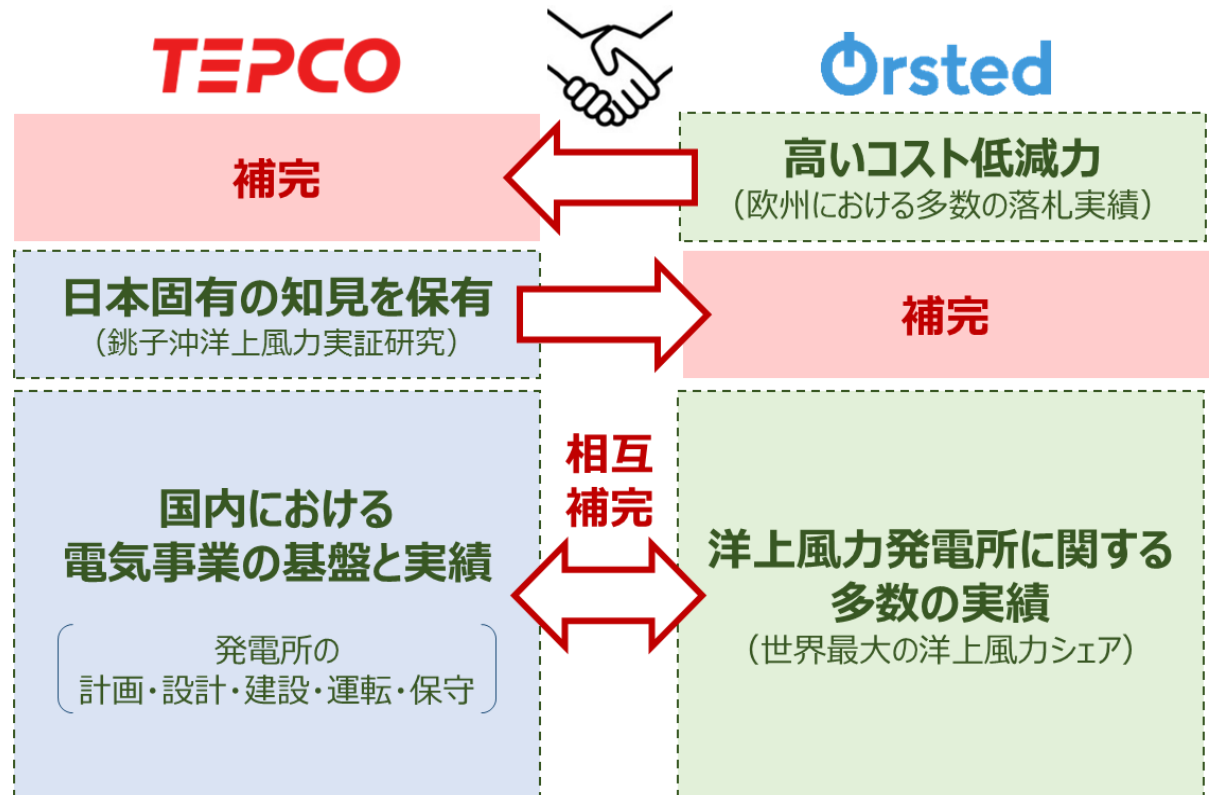 TEPCO
Ørsted
補完
高いコスト低減力
（欧州における多数の落札実績）
日本固有の知見を保有
（銚子沖洋上風力実証研究）
補完
相互
補完
国内における
電気事業の基盤と実績
発電所の
計画・設計・建設・運転・保守
洋上風力発電所に関する
多数の実績
（世界最大の洋上風力シェア）